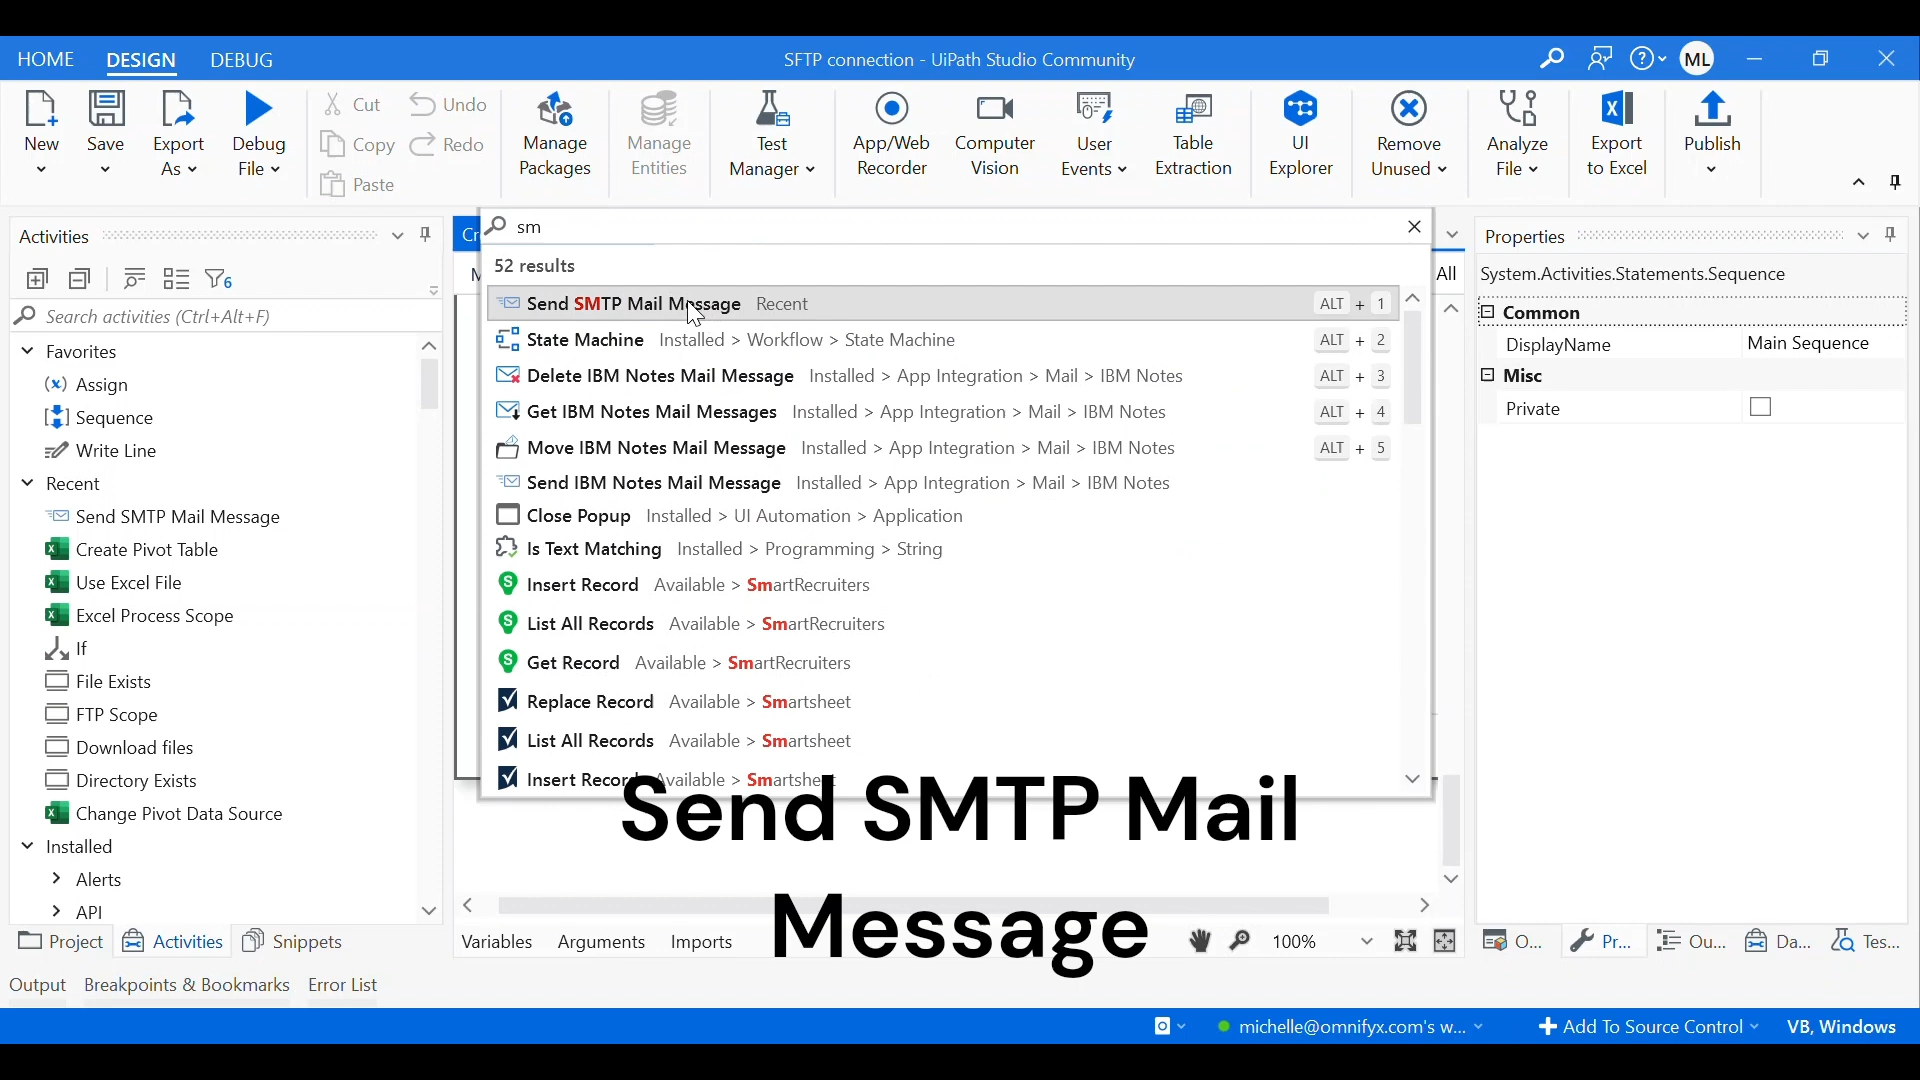 HOME DESIGN DEBUG SFTP connection - UiPath Studio Community ML
New Save Export As Debug File Cut Copy Paste Undo Redo Manage Packages Manage Entities Test Manager App/Web Recorder Computer Vision User Events Table Extraction UI Explorer Remove Unused Analyze File Export to Excel Publish
Activities
6
Search activities (Ctrl+Alt+F)
Favorites
Assign
Sequence
Write Line
Recent
Send SMTP Mail Message
Create Pivot Table
Use Excel File
Excel Process Scope
If
File Exists
FTP Scope
Download files
Directory Exists
Change Pivot Data Source
Installed
Alerts
API
Project Activities Snippets
sm
52 results
Send SMTP Mail Message Recent ALT + 1
State Machine Installed > Workflow > State Machine ALT + 2
Delete IBM Notes Mail Message Installed > App Integration > Mail > IBM Notes ALT + 3
Get IBM Notes Mail Messages Installed > App Integration > Mail > IBM Notes ALT + 4
Move IBM Notes Mail Message Installed > App Integration > Mail > IBM Notes ALT + 5
Send IBM Notes Mail Message Installed > App Integration > Mail > IBM Notes
Close Popup Installed > UI Automation > Application
Is Text Matching Installed > Programming > String
Insert Record Available > SmartRecruiters
List All Records Available > SmartRecruiters
Get Record Available > SmartRecruiters
Replace Record Available > Smartsheet
List All Records Available > Smartsheet
Insert Record Available > Smartsheet
All
Send SMTP Mail
Message
Variables Arguments Imports 100%
Properties
System.Activities.Statements.Sequence
Common
DisplayName Main Sequence
Misc
Private
O... Pr... Ou... Da... Tes...
Output Breakpoints & Bookmarks Error List
michelle@omnifyx.com's w... Add To Source Control VB, Windows